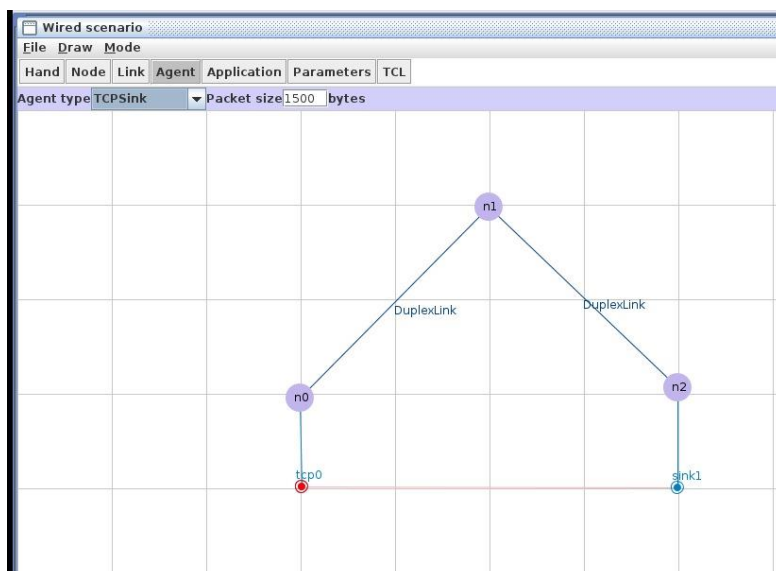 Wired scenario
File Draw Mode
Hand Node Link Agent Application Parameters TCL
Agent type TCPSink Packet size 1500 bytes
n1
DuplexLink
DuplexLink
n0
n2
tcp0
sink1